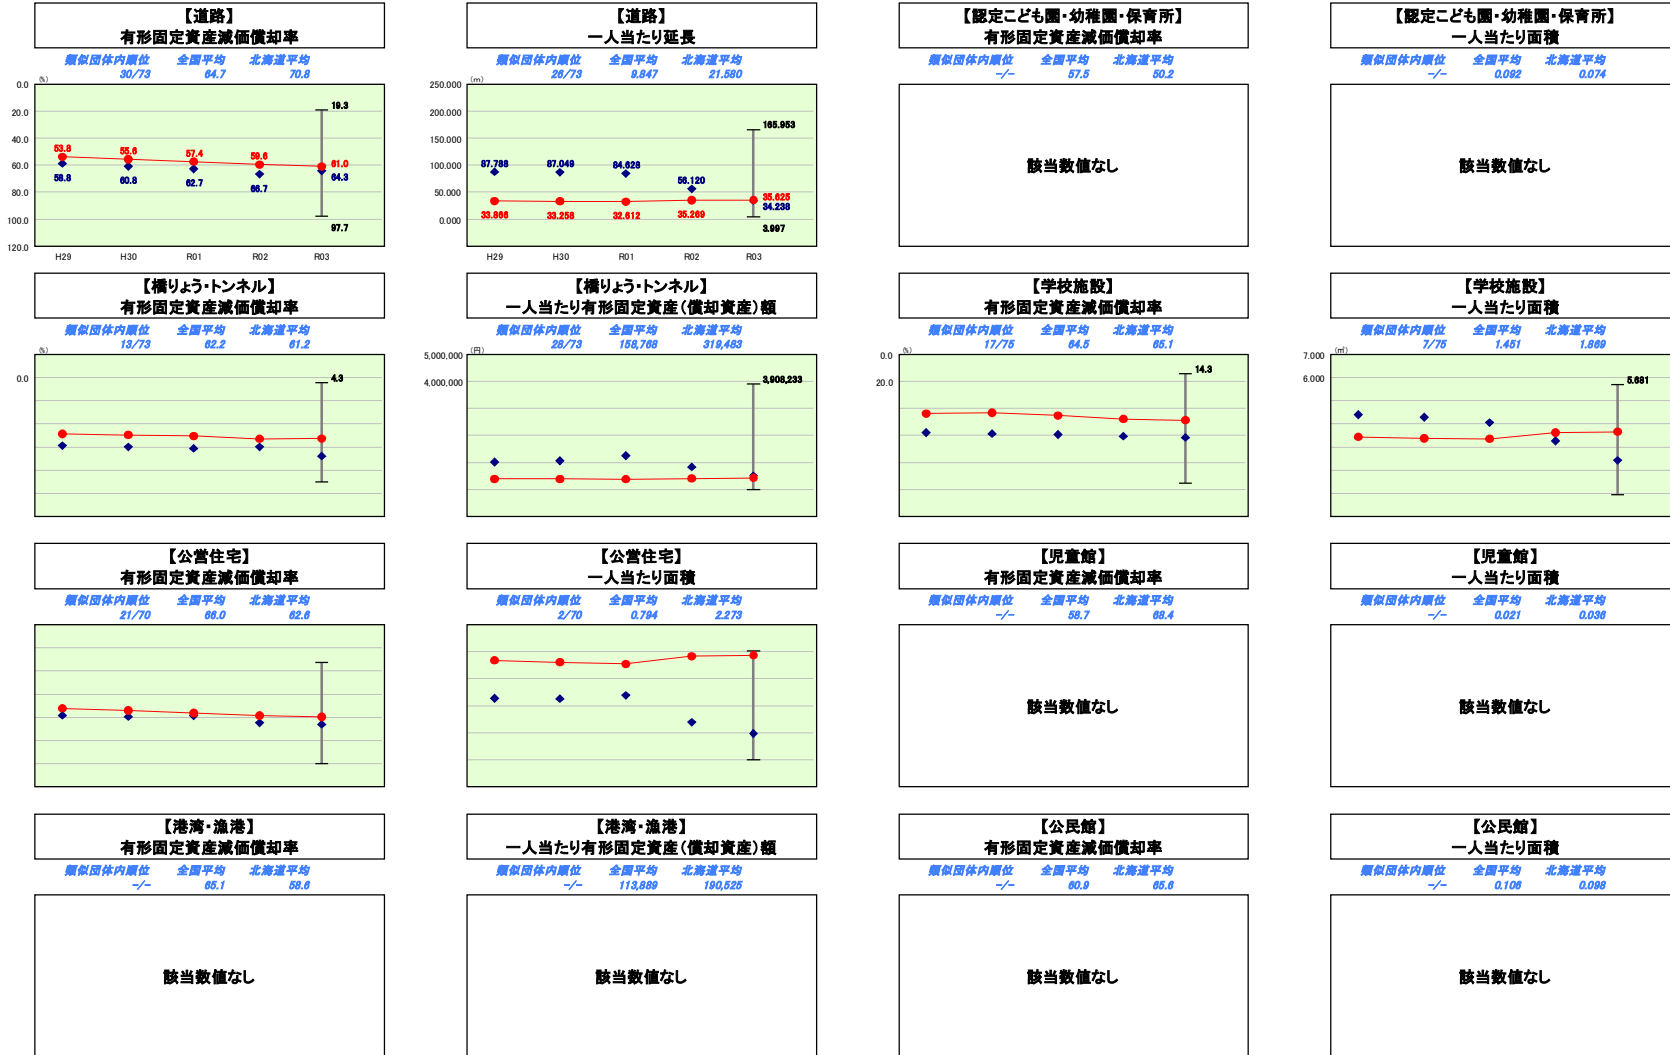 【道路】
有形固定資産減価償却率
類似団体内順位 全国平均 北海道平均
30/73 64.7 70.8
(%)
0.0
20.0
40.0
60.0
80.0
100.0
120.0
19.3
53.8 55.6 57.4 59.6 61.0
58.8 60.8 62.7 66.7 64.3
97.7
H29 H30 R01 R02 R03
【道路】
一人当たり延長
類似団体内順位 全国平均 北海道平均
26/73 9.847 21.580
(m)
250.000
200.000
150.000
100.000
50.000
0.000
165.953
87.788 87.049 84.628 56.120 34.238
33.866 33.258 32.612 35.269 35.625
3.997
H29 H30 R01 R02 R03
【認定こども園・幼稚園・保育所】
有形固定資産減価償却率
類似団体内順位 全国平均 北海道平均
-/- 57.5 50.2
該当数値なし
【認定こども園・幼稚園・保育所】
一人当たり面積
類似団体内順位 全国平均 北海道平均
-/- 0.092 0.074
該当数値なし
【橋りょう・トンネル】
有形固定資産減価償却率
類似団体内順位 全国平均 北海道平均
13/73 62.2 61.2
(%)
0.0
4.3
【橋りょう・トンネル】
一人当たり有形固定資産(償却資産)額
類似団体内順位 全国平均 北海道平均
28/73 158,768 319,483
(円)
5,000,000
4,000,000
3,908,233
【学校施設】
有形固定資産減価償却率
類似団体内順位 全国平均 北海道平均
17/75 64.5 65.1
(%)
0.0
20.0
14.3
【学校施設】
一人当たり面積
類似団体内順位 全国平均 北海道平均
7/75 1.451 1.869
(㎡)
7.000
6.000
5.681
【公営住宅】
有形固定資産減価償却率
類似団体内順位 全国平均 北海道平均
21/70 66.0 62.6
【公営住宅】
一人当たり面積
類似団体内順位 全国平均 北海道平均
2/70 0.794 2.273
【児童館】
有形固定資産減価償却率
類似団体内順位 全国平均 北海道平均
-/- 58.7 68.4
該当数値なし
【児童館】
一人当たり面積
類似団体内順位 全国平均 北海道平均
-/- 0.021 0.036
該当数値なし
【港湾・漁港】
有形固定資産減価償却率
類似団体内順位 全国平均 北海道平均
-/- 65.1 58.6
該当数値なし
【港湾・漁港】
一人当たり有形固定資産(償却資産)額
類似団体内順位 全国平均 北海道平均
-/- 113,889 190,525
該当数値なし
【公民館】
有形固定資産減価償却率
類似団体内順位 全国平均 北海道平均
-/- 60.9 65.6
該当数値なし
【公民館】
一人当たり面積
類似団体内順位 全国平均 北海道平均
-/- 0.106 0.098
該当数値なし